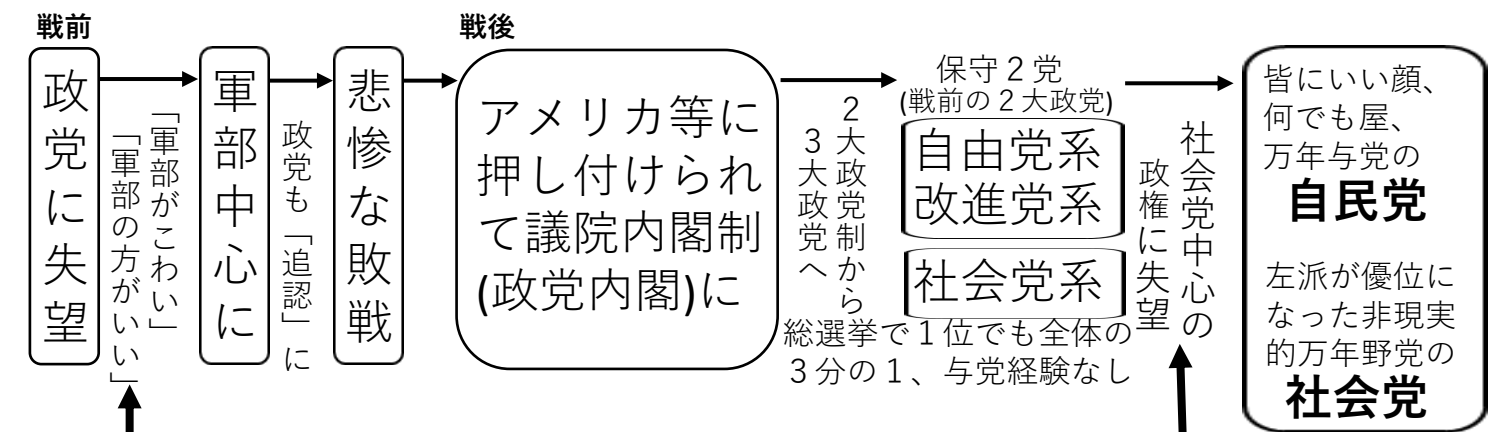 戦前
政党に失望
「軍部がこわい」
「軍部の方がいい」
軍部中心に
政党も「追認」に
悲惨な敗戦
戦後
アメリカ等に
押し付けられ
て議院内閣制
(政党内閣)に
２大政党制から
３大政党へ
保守２党
(戦前の２大政党)
自由党系
改進党系
社会党系
総選挙で１位でも全体の
３分の１、与党経験なし
社会党中心の
政権に失望
皆にいい顔、
何でも屋、
万年与党の
自民党
左派が優位に
なった非現実
的万年野党の
社会党